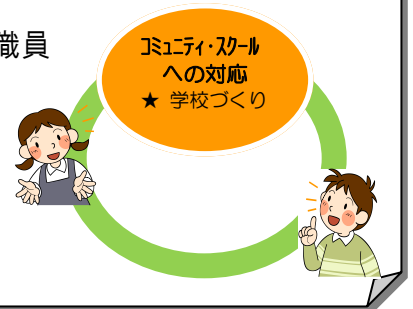 職員
コミュニティ・スクール
への対応
★ 学校づくり